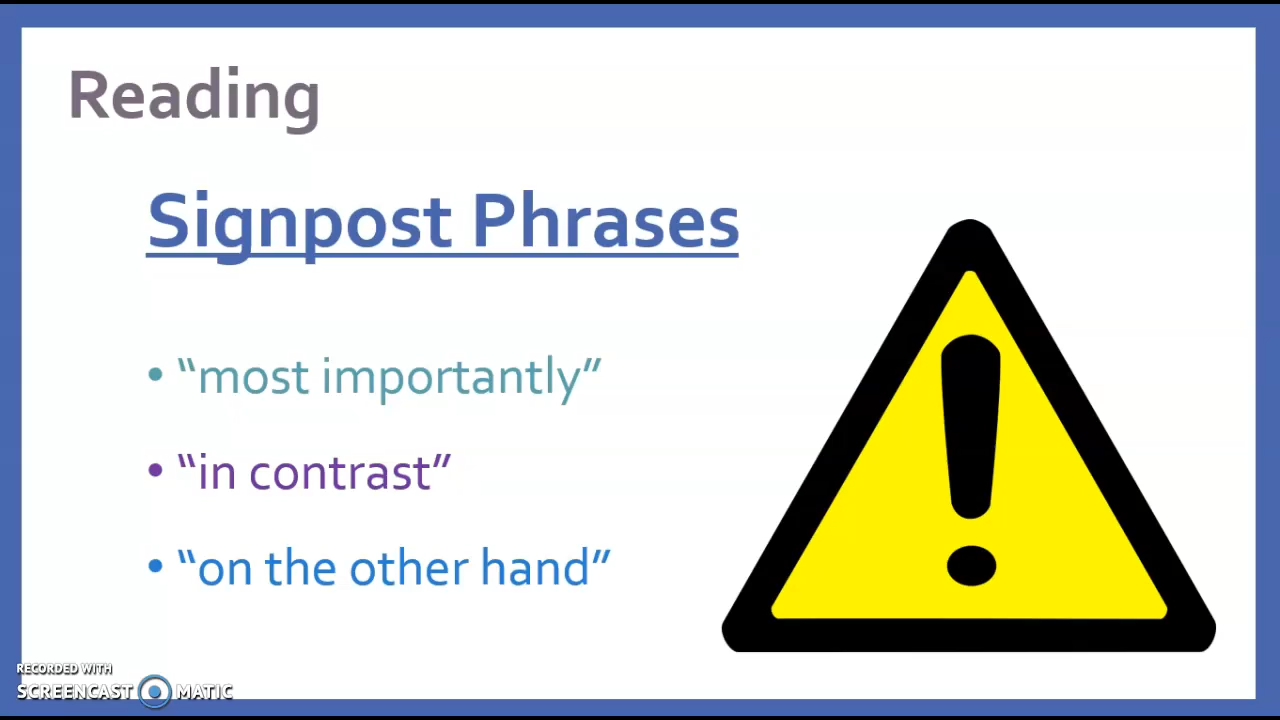 Reading
Signpost Phrases
• “most importantly”
• “in contrast”
• “on the other hand”
RECORDED WITH
SCREENCAST MATIC